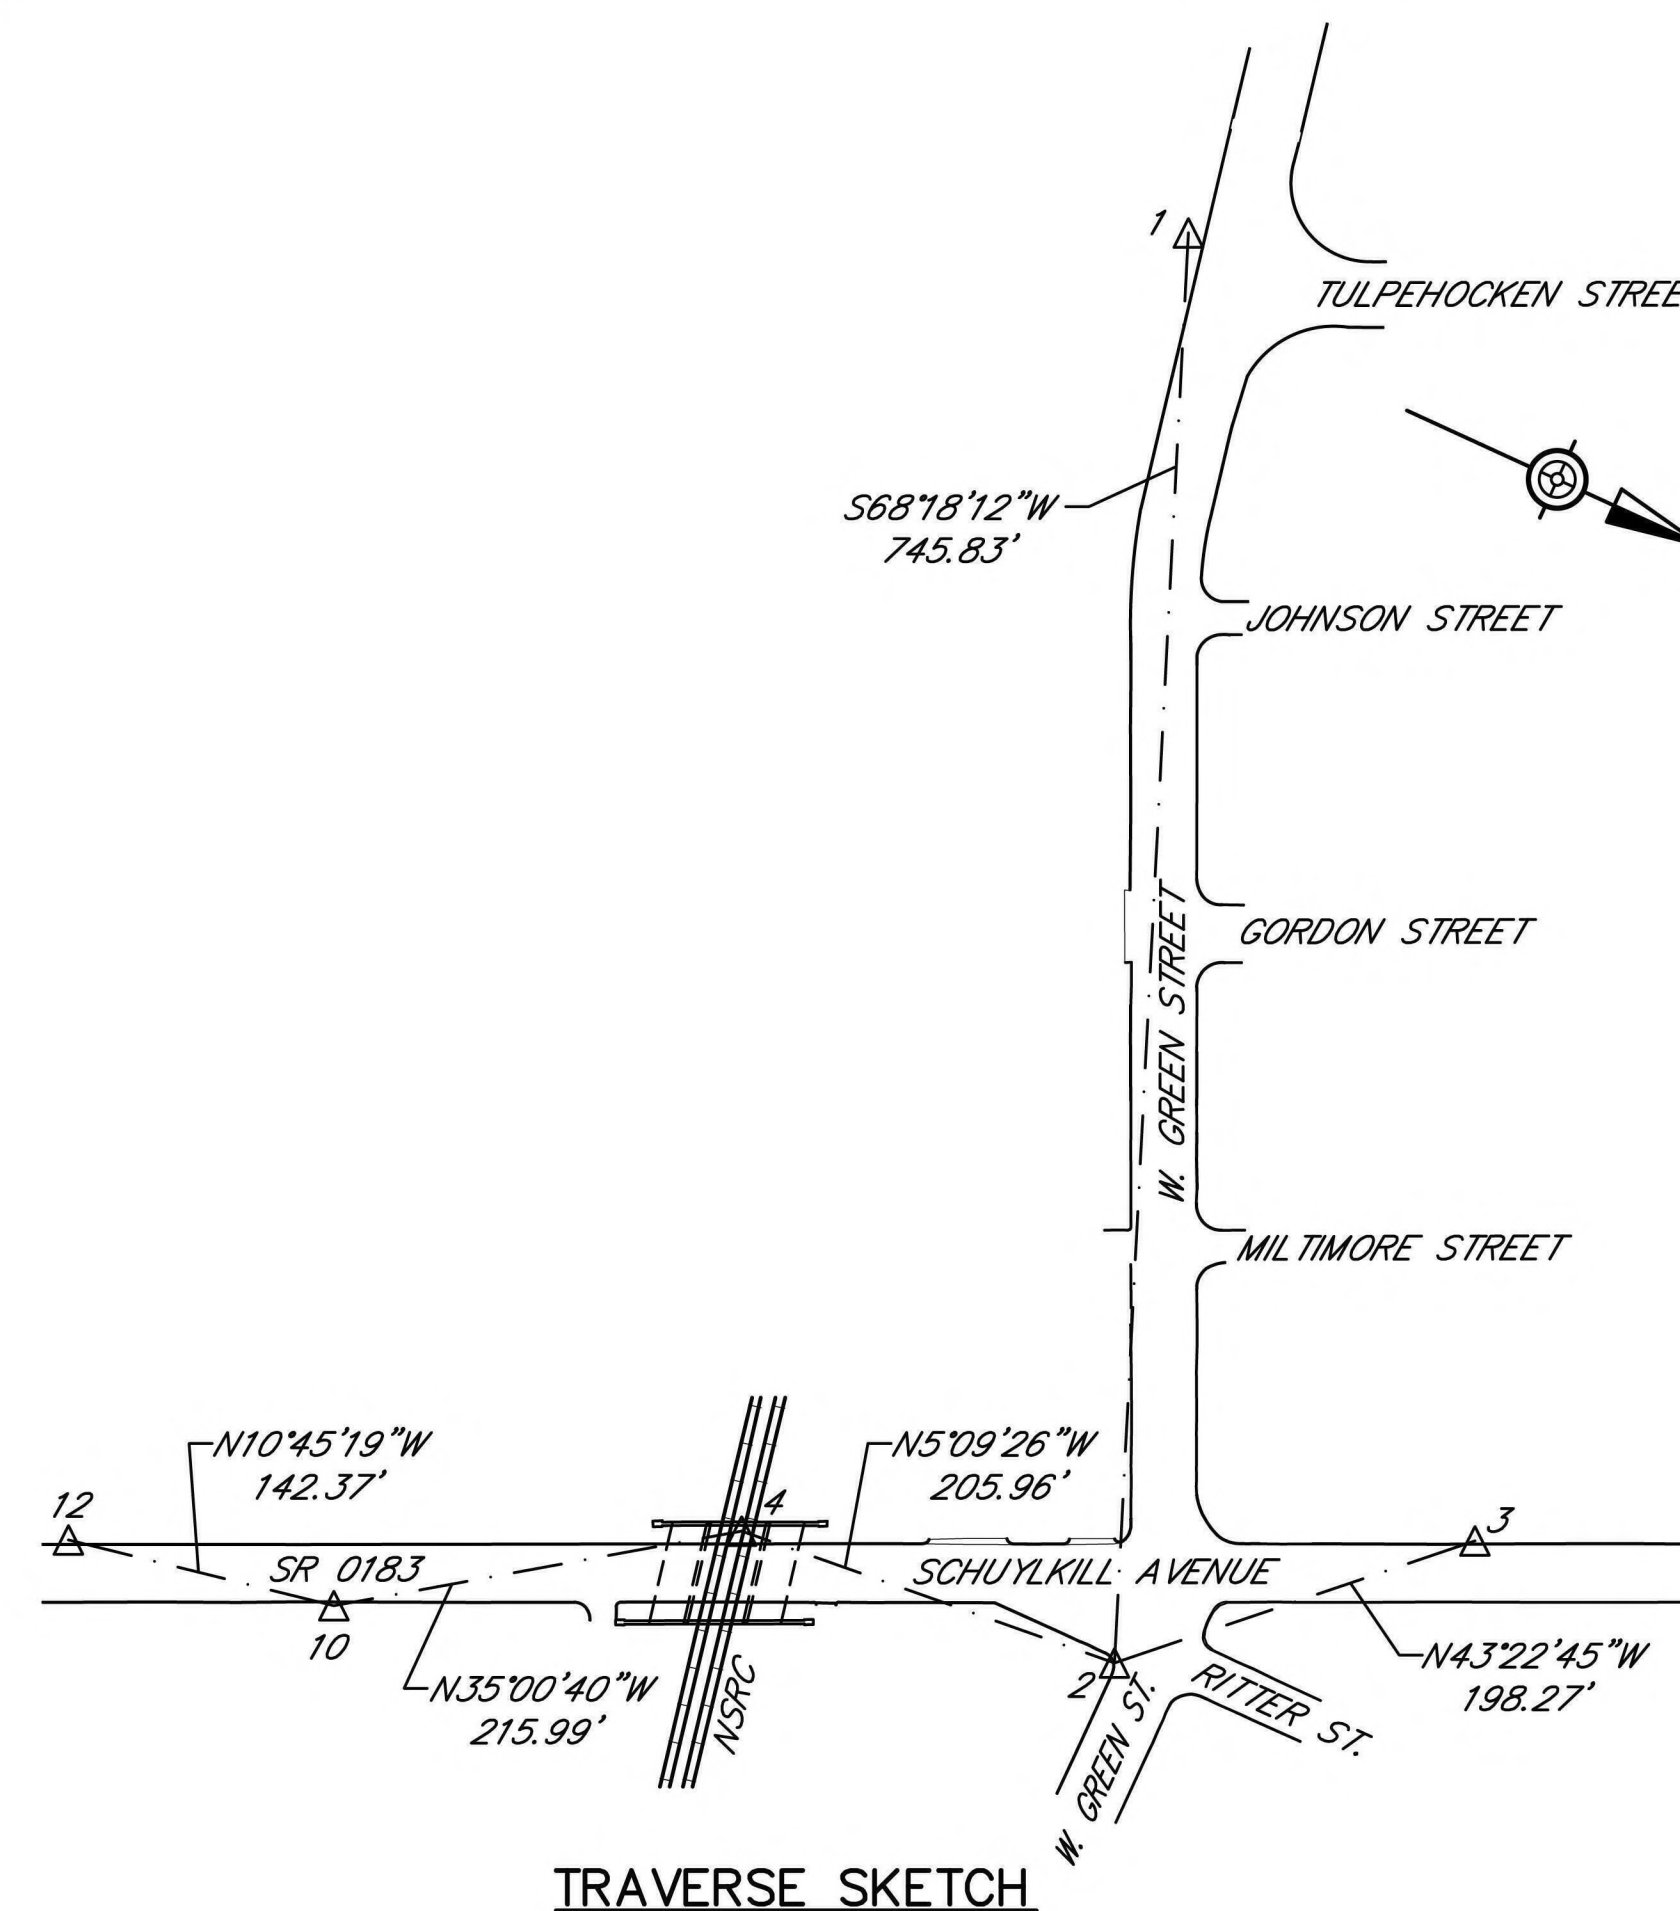 1
TULPEHOCKEN STREE
S68°18'12"W
745.83'
JOHNSON STREET
GORDON STREET
W. GREEN STREET
MILTIMORE STREET
N10°45'19"W
142.37'
N5°09'26"W
205.96'
12
4
3
SR 0183
SCHUYLKILL AVENUE
10
N35°00'40"W
215.99'
NSRC
2
W. GREEN ST.
RITTER ST.
N43°22'45"W
198.27'
TRAVERSE SKETCH